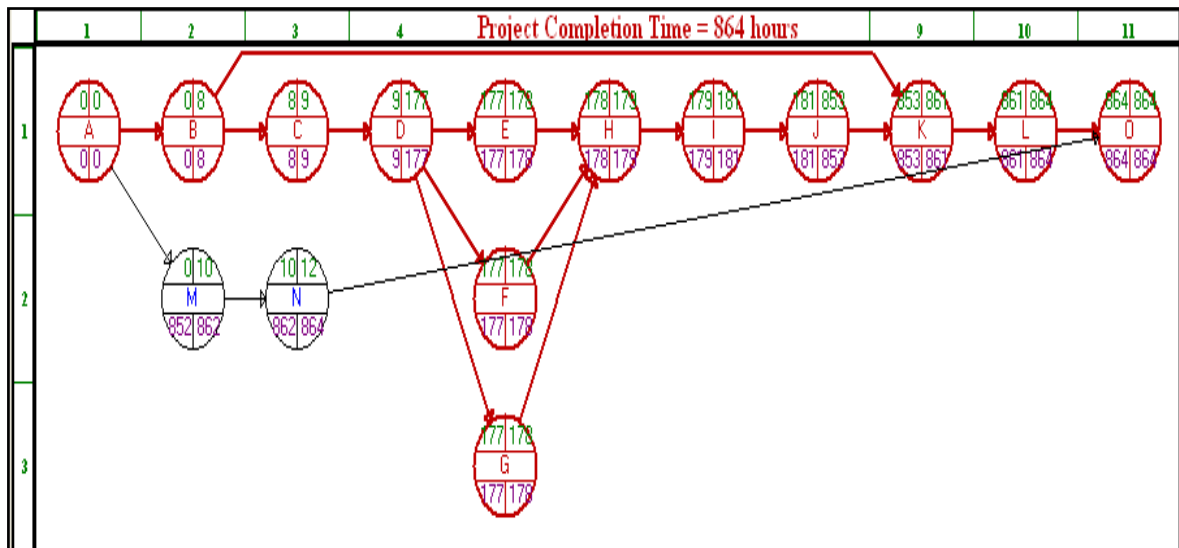 1 2 3 4 Project Completion Time = 864 hours 9 10 11
0 0 0 8 8 9 9 177 177 178 178 179 179 181 181 853 853 861 861 864 864 864
1 A B C D E H I J K L O
0 0 0 8 8 9 9 177 177 178 178 179 179 181 181 853 853 861 861 864 864 864
0 10 10 12 177 178
2 M N F
852 862 862 864 177 178
177 178
3 G
177 178